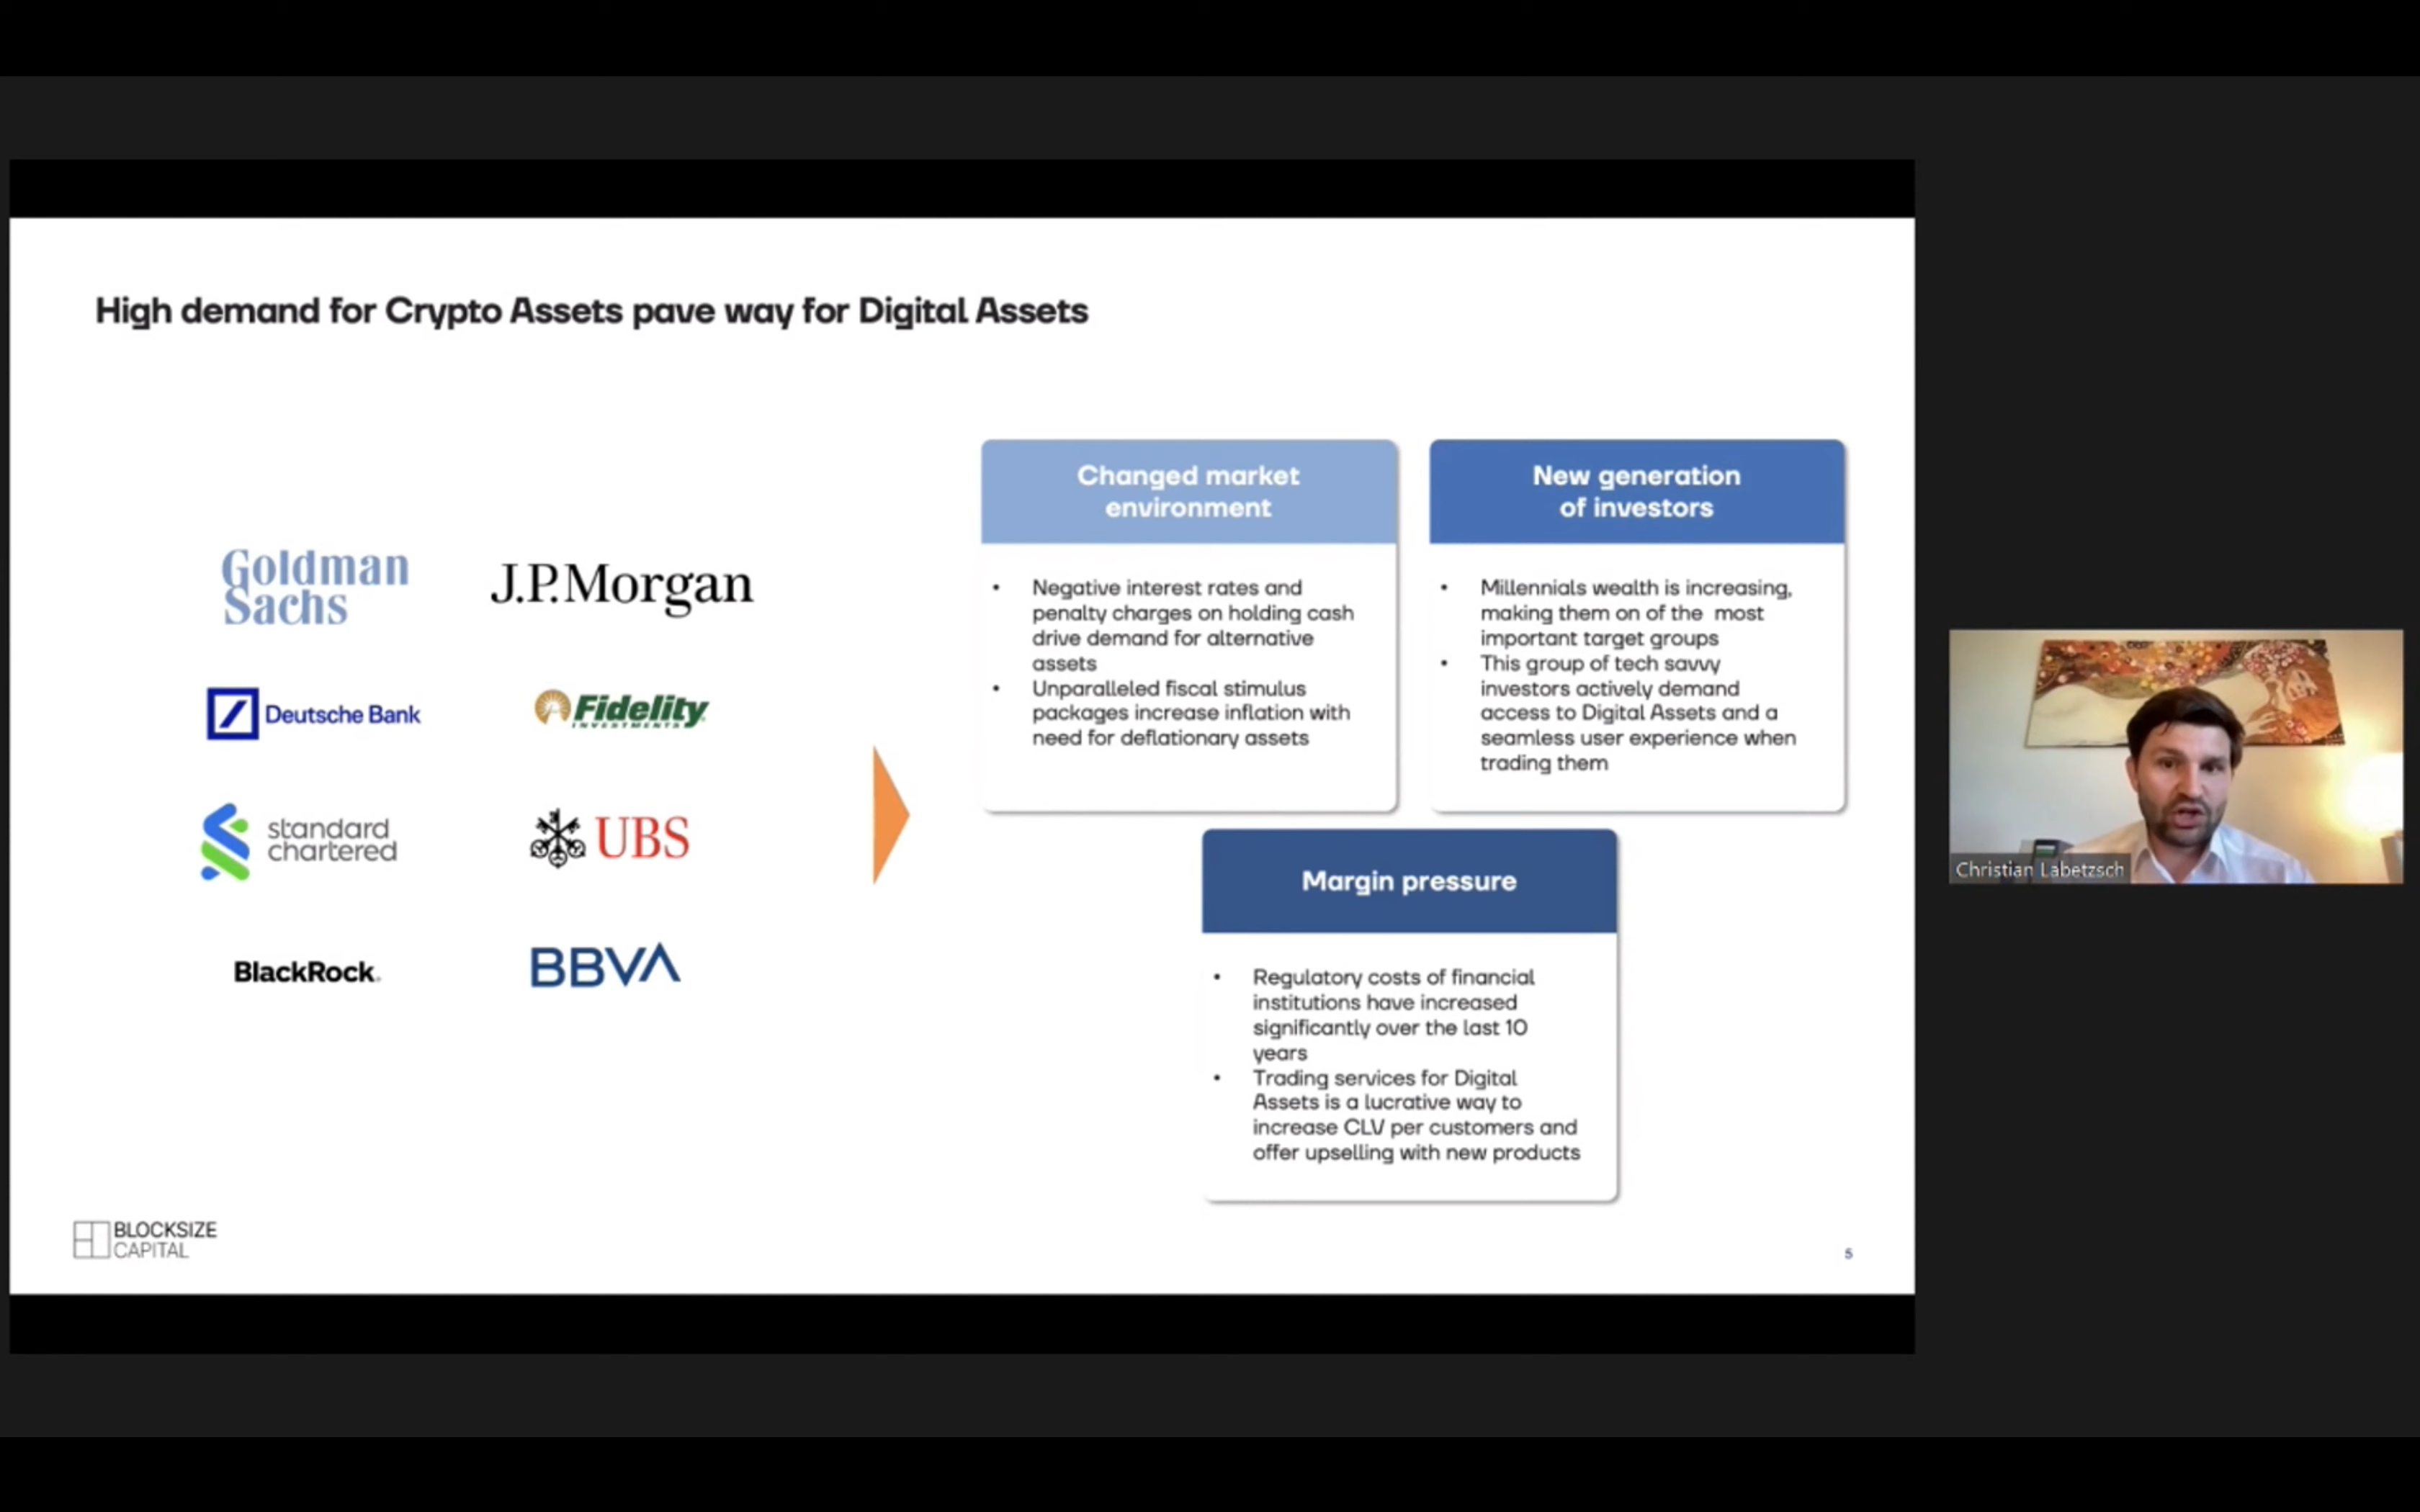 High demand for Crypto Assets pave way for Digital Assets
Goldman
Sachs
J.P.Morgan
Deutsche Bank
Fidelity
INVESTMENTS
standard
chartered
UBS
BlackRock
BBVA
Changed market
environment
• Negative interest rates and
penalty charges on holding cash
drive demand for alternative
assets
• Unparalleled fiscal stimulus
packages increase inflation with
need for deflationary assets
New generation
of investors
• Millennials wealth is increasing,
making them on of the most
important target groups
• This group of tech savvy
investors actively demand
access to Digital Assets and a
seamless user experience when
trading them
Margin pressure
• Regulatory costs of financial
institutions have increased
significantly over the last 10
years
• Trading services for Digital
Assets is a lucrative way to
increase CLV per customers and
offer upselling with new products
BLOCKSIZE
CAPITAL
5
Christian Labetzsch